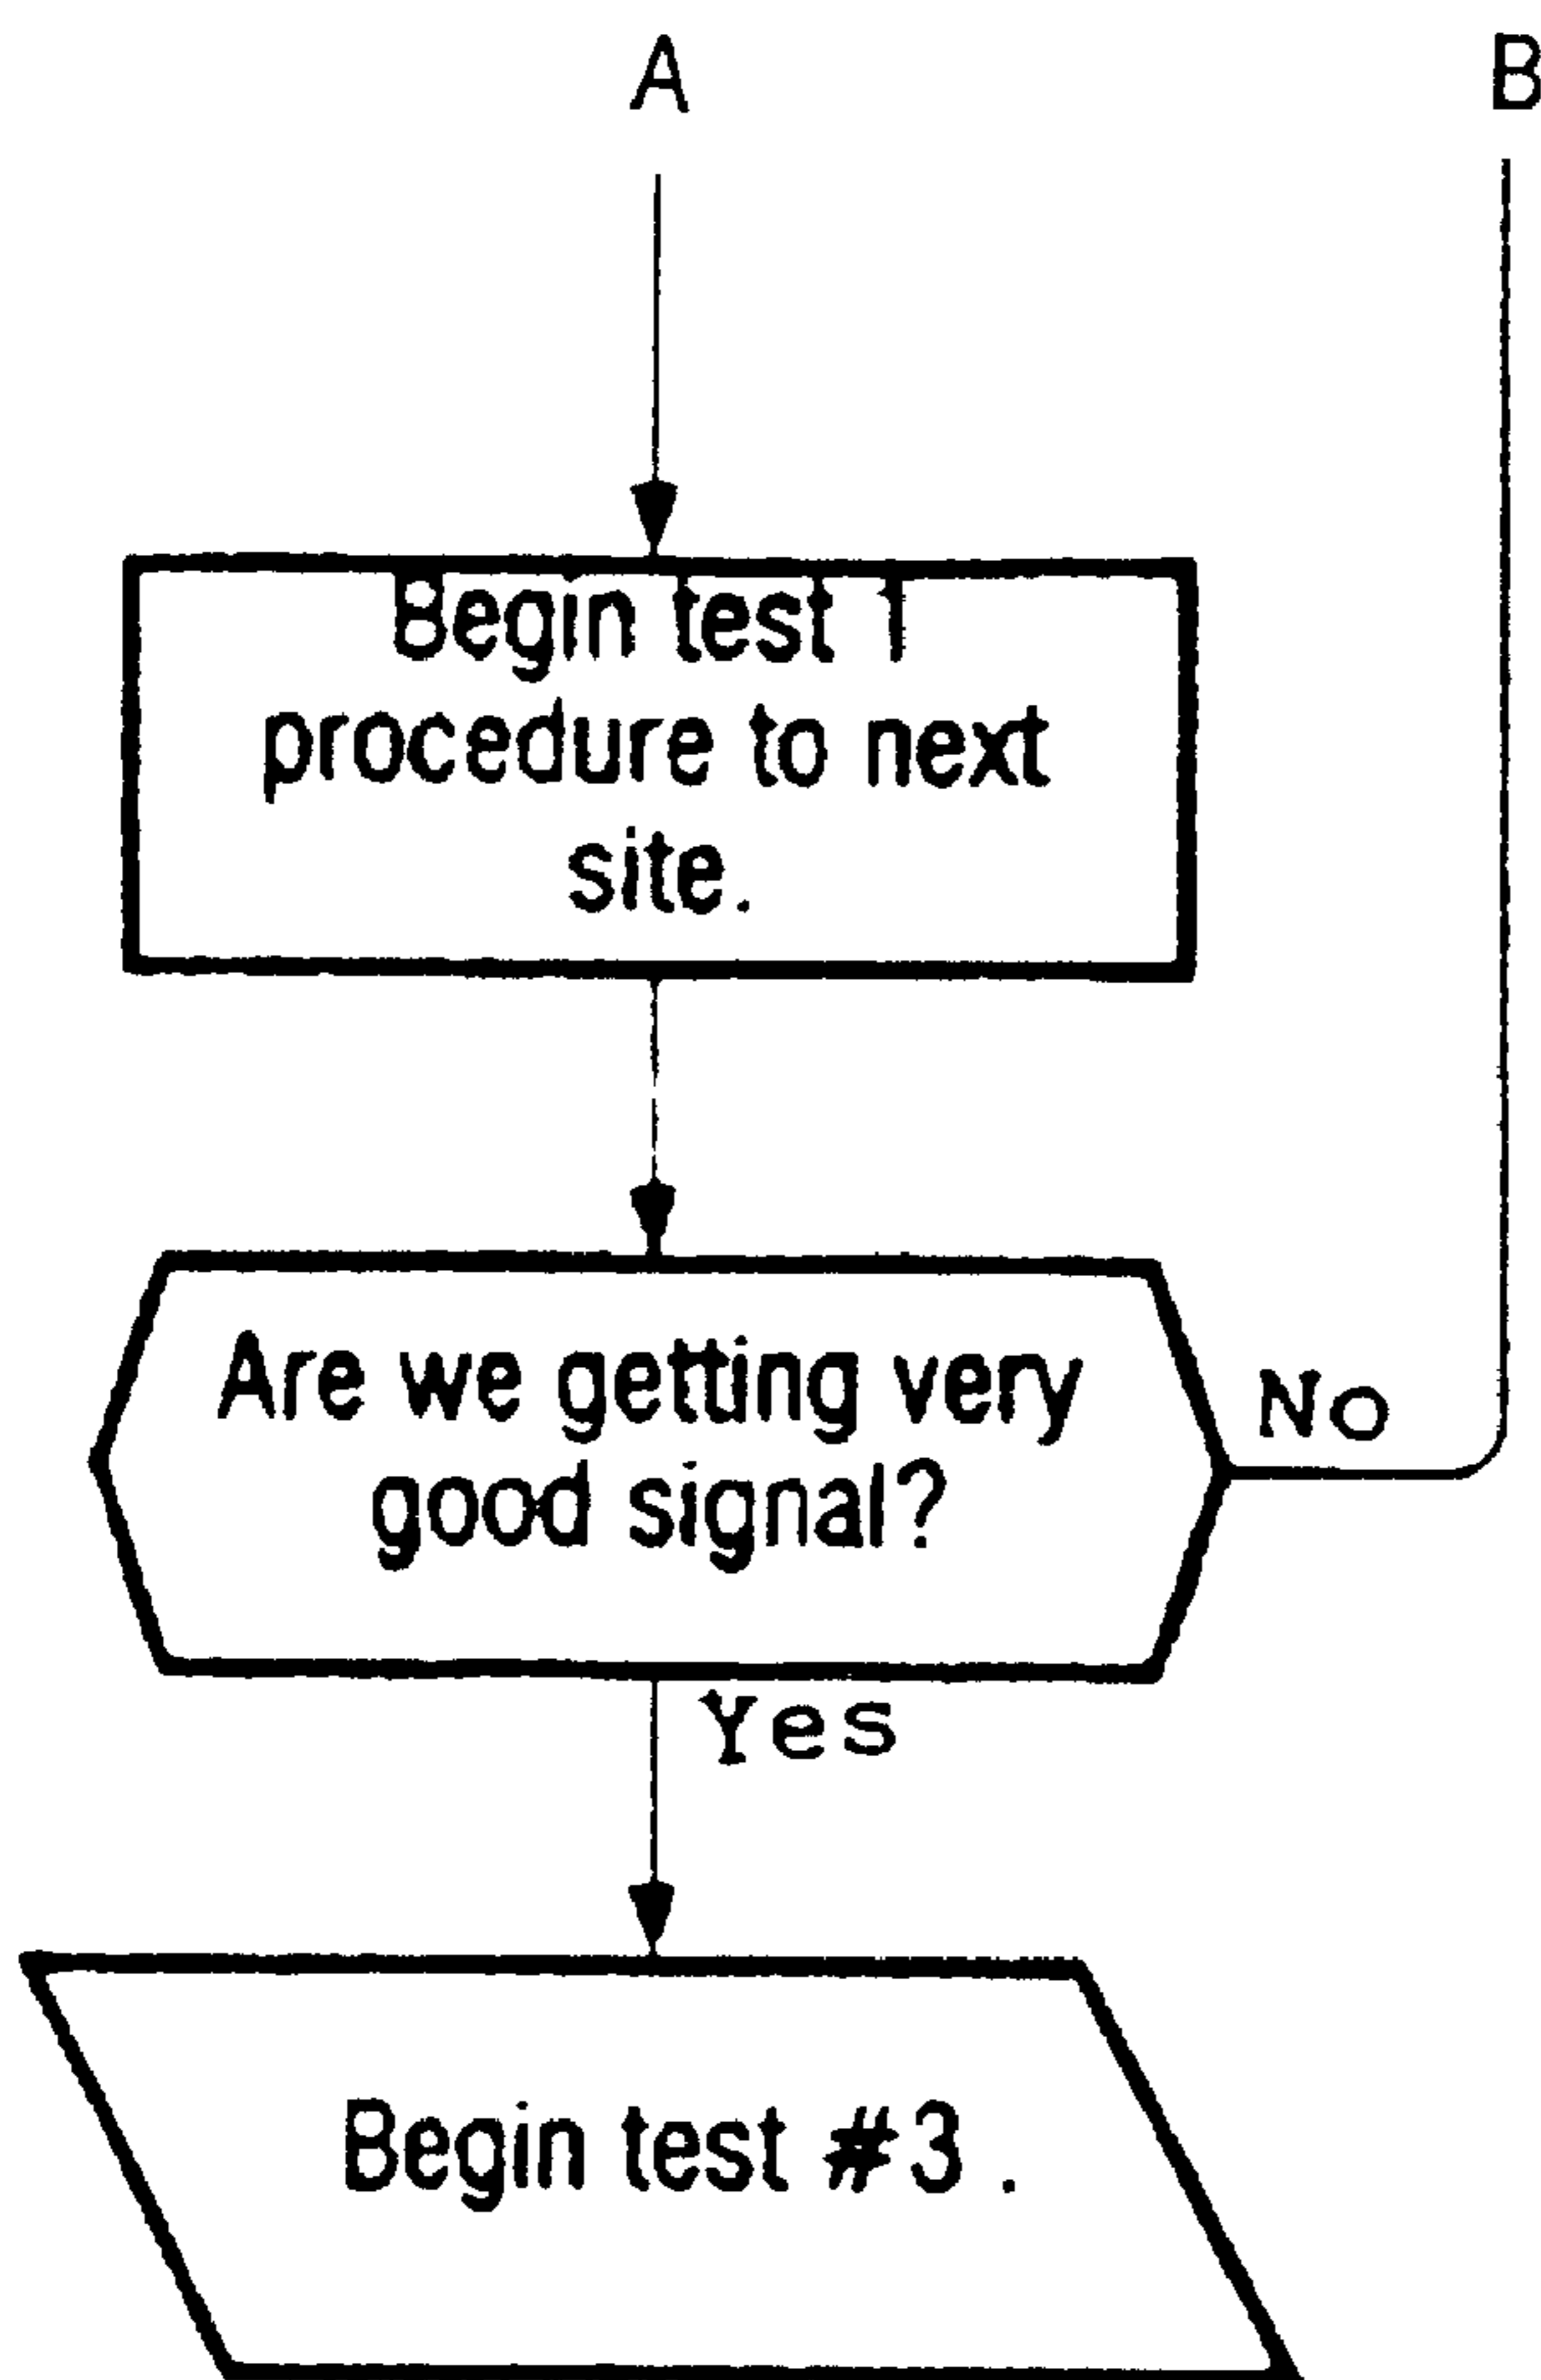 A
B
Begin test 1
procedure to next
site.
Are we getting very
good signal?
No
Yes
Begin test #3.